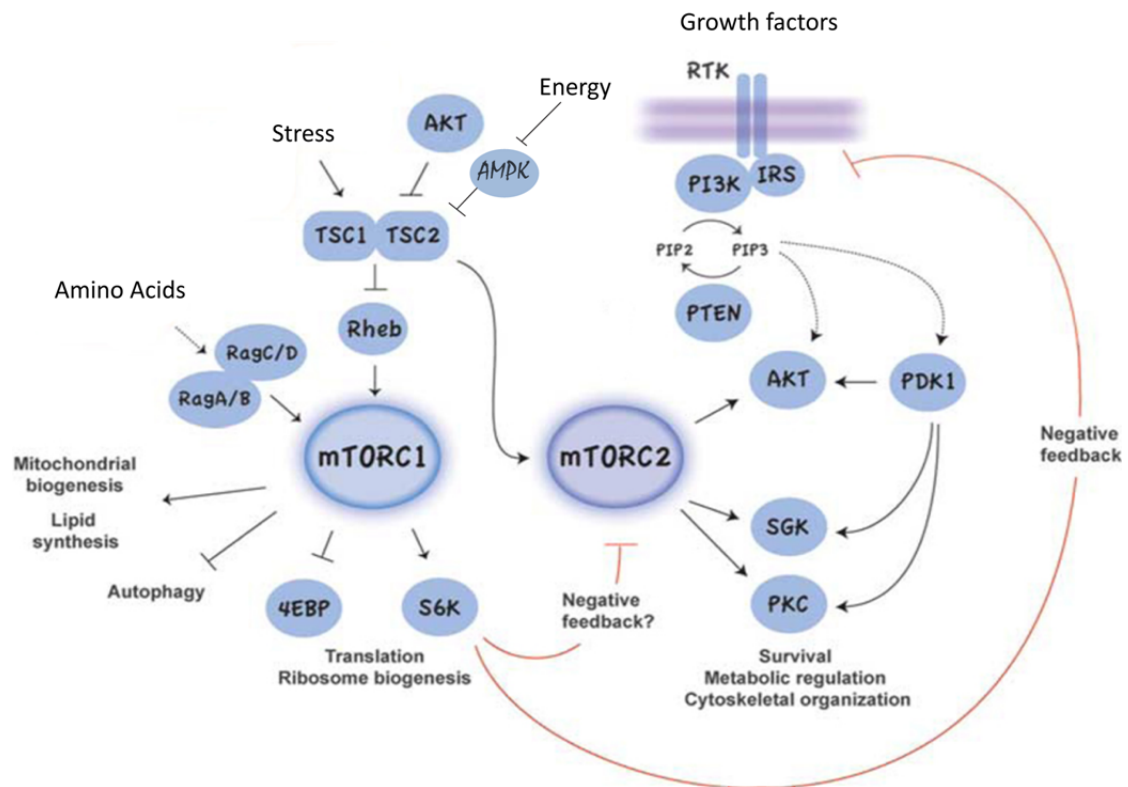 Growth factors
RTK
Energy
AKT
Stress
AMPK
PI3K
IRS
TSC1
TSC2
PIP2
PIP3
Amino Acids
PTEN
Rheb
RagC/D
RagA/B
AKT
PDK1
mTORC1
mTORC2
Negative
feedback
Mitochondrial
biogenesis
Lipid
synthesis
SGK
Autophagy
4EBP
S6K
Negative
feedback?
PKC
Translation
Ribosome biogenesis
Survival
Metabolic regulation
Cytoskeletal organization